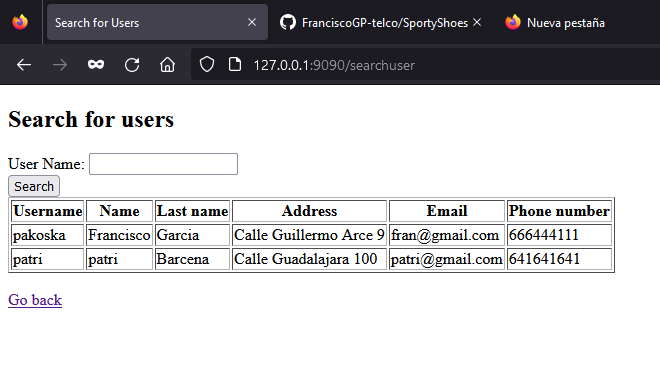 Search for Users
FranciscoGP-telco/SportyShoes
Nueva pestaña
127.0.0.1:9090/searchuser
Search for users
User Name:
Search
Username Name Last name Address Email Phone number
pakoska Francisco Garcia Calle Guillermo Arce 9 fran@gmail.com 666444111
patri patri Barcena Calle Guadalajara 100 patri@gmail.com 641641641
Go back